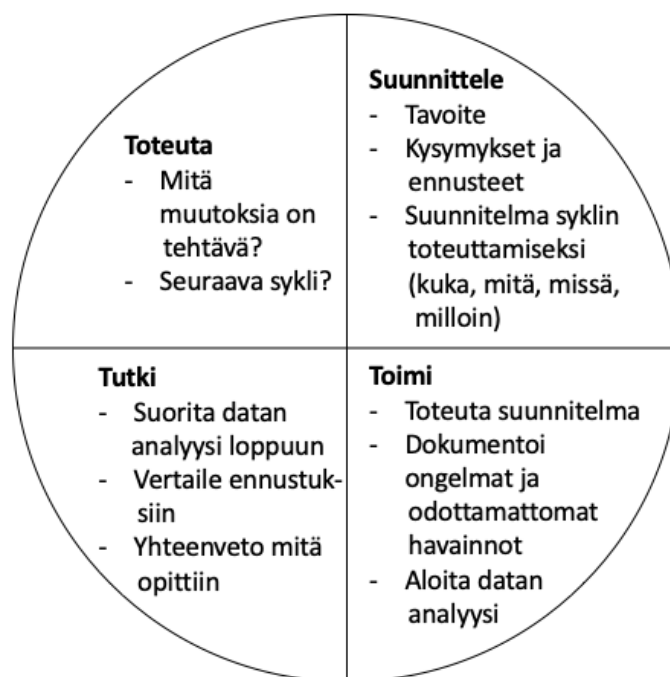 Toteuta
- Mitä
muutoksia on
tehtävä?
- Seuraava sykli?
Suunnittele
- Tavoite
- Kysymykset ja
ennusteet
- Suunnitelma syklin
toteuttamiseksi
(kuka, mitä, missä,
milloin)
Tutki
- Suorita datan
analyysi loppuun
- Vertaile ennustuk-
siin
- Yhteenveto mitä
opittiin
Toimi
- Toteuta suunnitelma
- Dokumentoi
ongelmat ja
odottamattomat
havainnot
- Aloita datan
analyysi